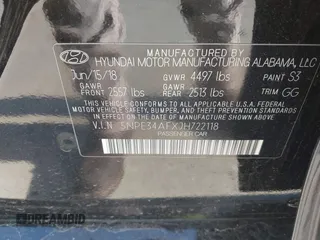 MANUFACTURED BY
HYUNDAI MOTOR MANUFACTURING ALABAMA, LLC
Jun/15/18 GVWR 4497 lbs PAINT S3
GAWR FRONT 2557 lbs GAWR REAR 2513 lbs TRIM GG
THIS VEHICLE CONFORMS TO ALL APPLICABLE FEDERAL
MOTOR VEHICLE SAFETY, BUMPER, AND THEFT
PREVENTION STANDARDS IN EFFECT ON THE DATE OF
MANUFACTURE SHOWN ABOVE.
V.I.N 5NPE34AFXJH722118
PASSENGER CAR
DREAMBID